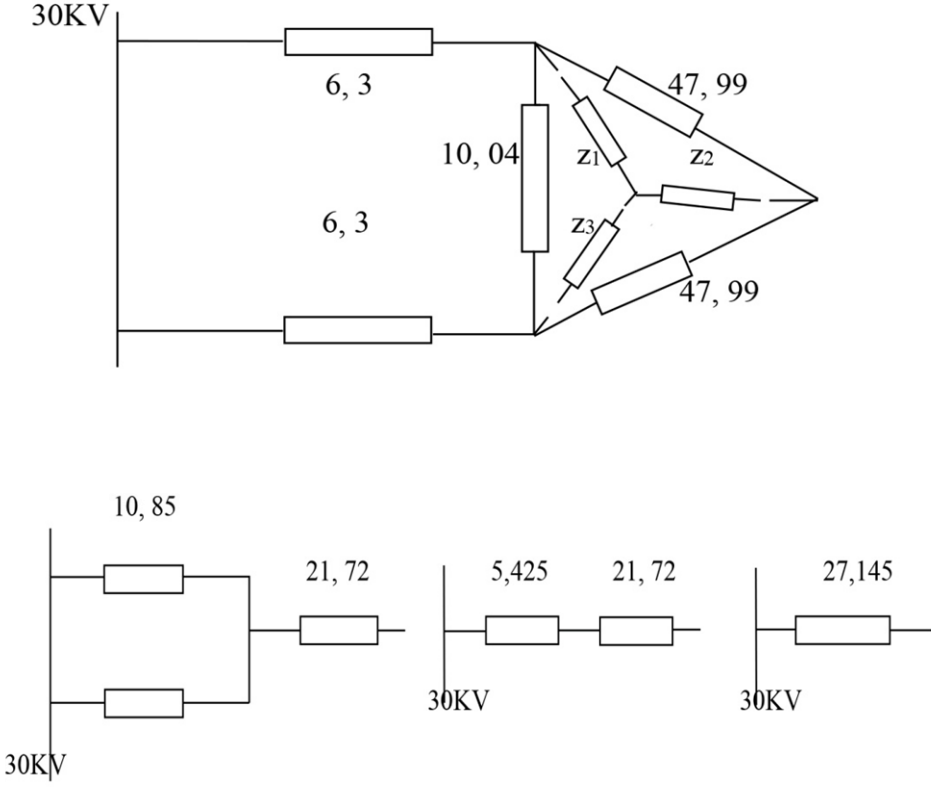 30KV
6, 3
47, 99
10, 04
z1
z2
6, 3
z3
47, 99
10, 85
21, 72
5,425
21, 72
27,145
30KV
30KV
30KV